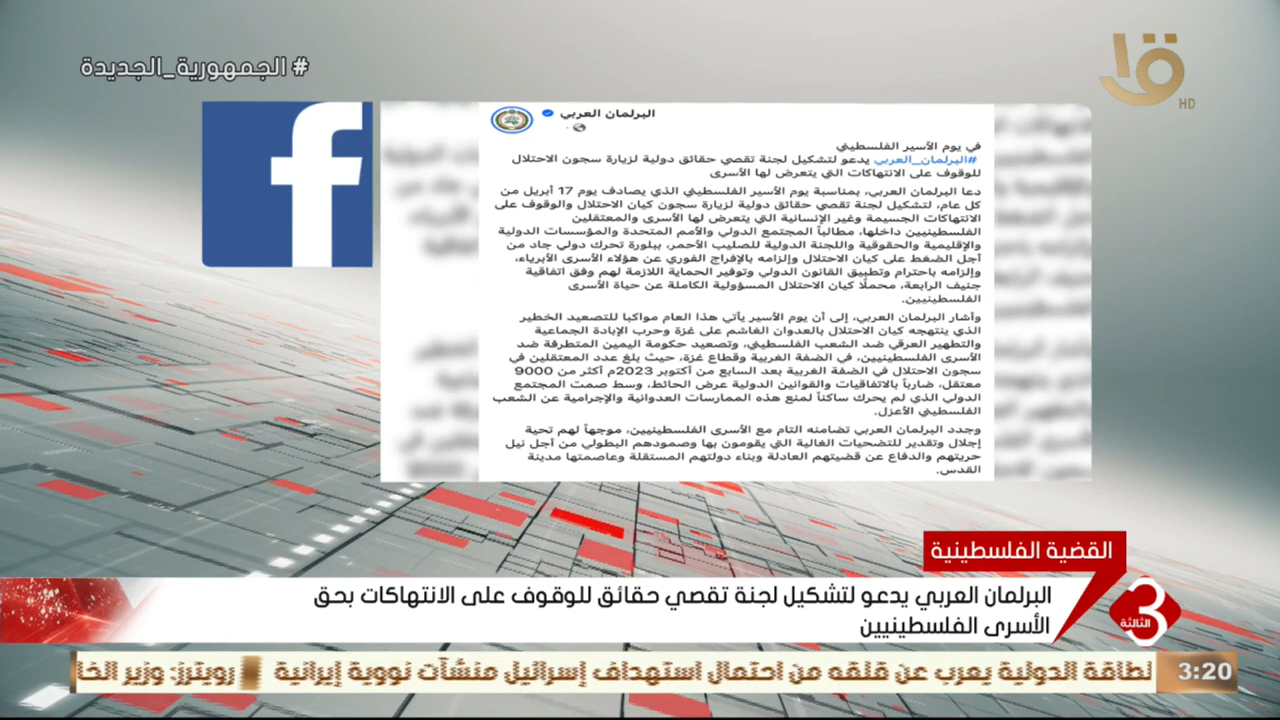 # الجمهورية_الجديدة
HD
البرلمان العربي
في يوم الأسير الفلسطيني
#البرلمان_العربي يدعو لتشكيل لجنة تقصي حقائق دولية لزيارة سجون الاحتلال
للوقوف على الانتهاكات التي يتعرض لها الأسرى
دعا البرلمان العربي، بمناسبة يوم الأسير الفلسطيني الذي يصادف يوم 17 أبريل من
كل عام، لتشكيل لجنة تقصي حقائق دولية لزيارة سجون كيان الاحتلال والوقوف على
الانتهاكات الجسيمة وغير الإنسانية التي يتعرض لها الأسرى والمعتقلين
الفلسطينيين داخلها، مطالباً المجتمع الدولي والأمم المتحدة والمؤسسات الدولية
والإقليمية والحقوقية واللجنة الدولية للصليب الأحمر، ببلورة تحرك دولي جاد من
أجل الضغط على كيان الاحتلال وإلزامه بالإفراج الفوري عن هؤلاء الأسرى الأبرياء،
وإلزامه باحترام وتطبيق القانون الدولي وتوفير الحماية اللازمة لهم وفق اتفاقية
جنيف الرابعة، محملًا كيان الاحتلال المسؤولية الكاملة عن حياة الأسرى
الفلسطينيين.
وأشار البرلمان العربي، إلى أن يوم الأسير يأتي هذا العام مواكبا للتصعيد الخطير
الذي ينتهجه كيان الاحتلال بالعدوان الغاشم على غزة وحرب الإبادة الجماعية
والتطهير العرقي ضد الشعب الفلسطيني، وتصعيد حكومة اليمين المتطرفة ضد
الأسرى الفلسطينيين، في الضفة الغربية وقطاع غزة، حيث بلغ عدد المعتقلين في
سجون الاحتلال في الضفة الغربية بعد السابع من أكتوبر 2023م أكثر من 9000
معتقل، ضارباً بالاتفاقيات والقوانين الدولية عرض الحائط، وسط صمت المجتمع
الدولي الذي لم يحرك ساكناً لمنع هذه الممارسات العدوانية والإجرامية عن الشعب
الفلسطيني الأعزل.
وجدد البرلمان العربي تضامنه التام مع الأسرى الفلسطينيين، موجهاً لهم تحية
إجلال وتقدير للتضحيات الغالية التي يقومون بها وصمودهم البطولي من أجل نيل
حريتهم والدفاع عن قضيتهم العادلة وبناء دولتهم المستقلة وعاصمتها مدينة
القدس.
القضية الفلسطينية
البرلمان العربي يدعو لتشكيل لجنة تقصي حقائق للوقوف على الانتهاكات بحق
الأسرى الفلسطينيين
3 الثالثة
3:20 لطاقة الدولية يعرب عن قلقه من احتمال استهداف إسرائيل منشآت نووية إيرانية رويترز: وزير الخا